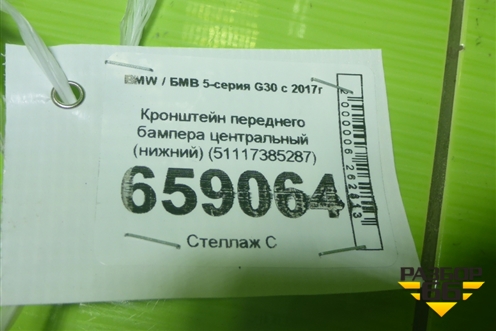 BMW / БМВ 5-серия G30 с 2017г
Кронштейн переднего
бампера центральный
(нижний) (51117385287)
659064
Стеллаж С